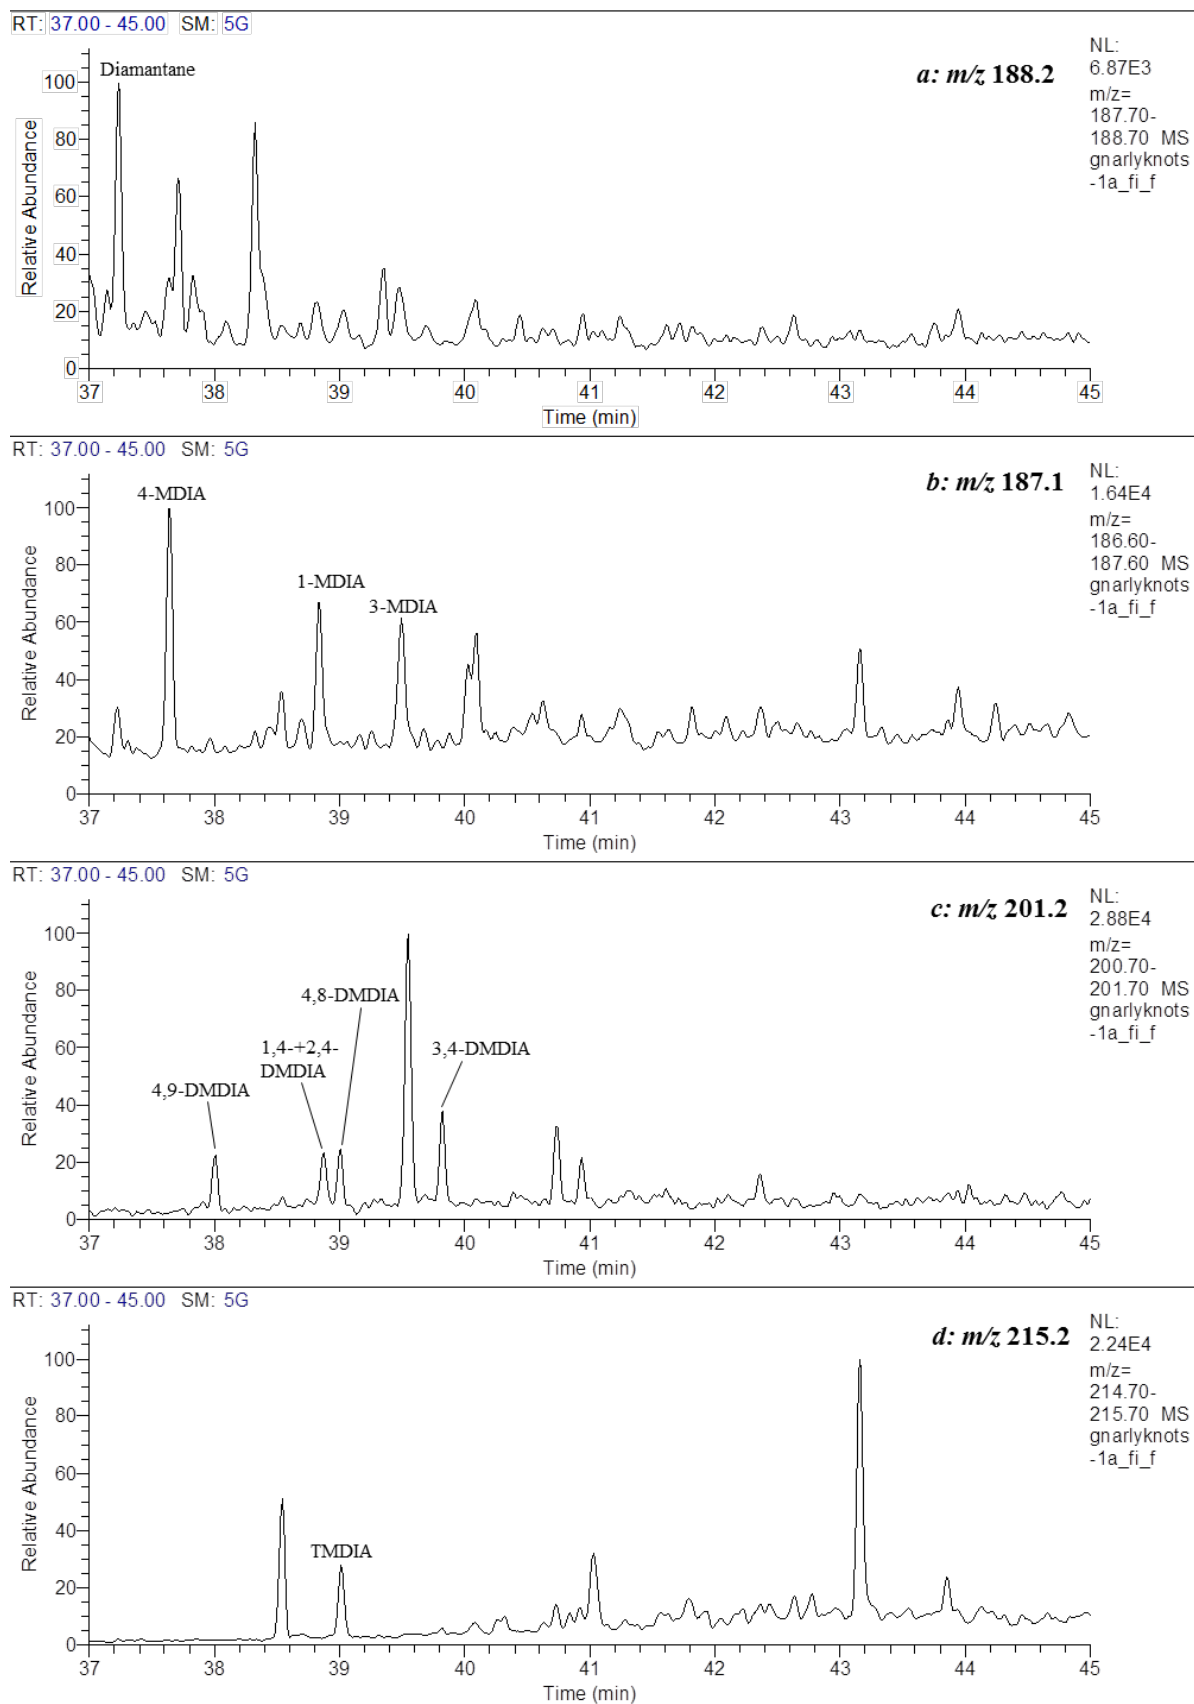 RT: 37.00 - 45.00 SM: 5G
NL:
6.87E3
m/z=
187.70-
188.70 MS
gnarlyknots
-1a_fi_f
a: m/z 188.2
Diamantane
Relative Abundance
100
80
60
40
20
0
37 38 39 40 41 42 43 44 45
Time (min)
RT: 37.00 - 45.00 SM: 5G
NL:
1.64E4
m/z=
186.60-
187.60 MS
gnarlyknots
-1a_fi_f
b: m/z 187.1
4-MDIA
1-MDIA
3-MDIA
Relative Abundance
100
80
60
40
20
0
37 38 39 40 41 42 43 44 45
Time (min)
RT: 37.00 - 45.00 SM: 5G
NL:
2.88E4
m/z=
200.70-
201.70 MS
gnarlyknots
-1a_fi_f
c: m/z 201.2
4,8-DMDIA
1,4-+2,4-
DMDIA
3,4-DMDIA
4,9-DMDIA
Relative Abundance
100
80
60
40
20
0
37 38 39 40 41 42 43 44 45
Time (min)
RT: 37.00 - 45.00 SM: 5G
NL:
2.24E4
m/z=
214.70-
215.70 MS
gnarlyknots
-1a_fi_f
d: m/z 215.2
TMDIA
Relative Abundance
100
80
60
40
20
0
37 38 39 40 41 42 43 44 45
Time (min)